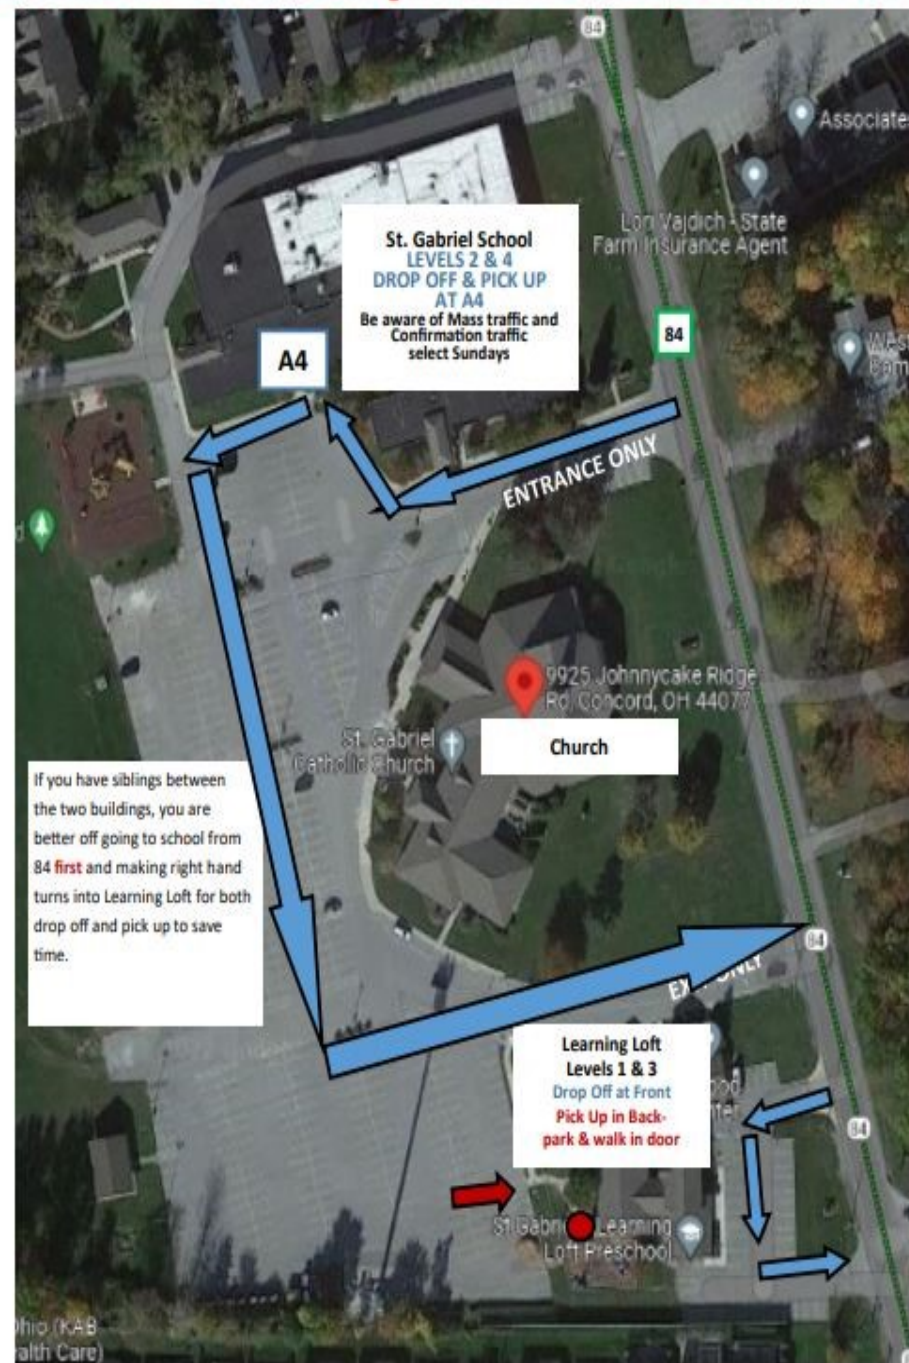 84
Associate
Lori Vajdich - State
Farm Insurance Agent
St. Gabriel School
LEVELS 2 & 4
DROP OFF & PICK UP
AT A4
Be aware of Mass traffic and
Confirmation traffic
select Sundays
84
A4
ENTRANCE ONLY
9925 Johnnycake Ridge
Rd, Concord, OH 44077
St. Gabriel
Catholic Church
Church
If you have siblings between
the two buildings, you are
better off going to school from
84 first and making right hand
turns into Learning Loft for both
drop off and pick up to save
time.
84
ONLY
Learning Loft
Levels 1 & 3
Drop Off at Front
Pick Up in Back-
park & walk in door
84
Learning
Loft Preschool
(KAB
Care)